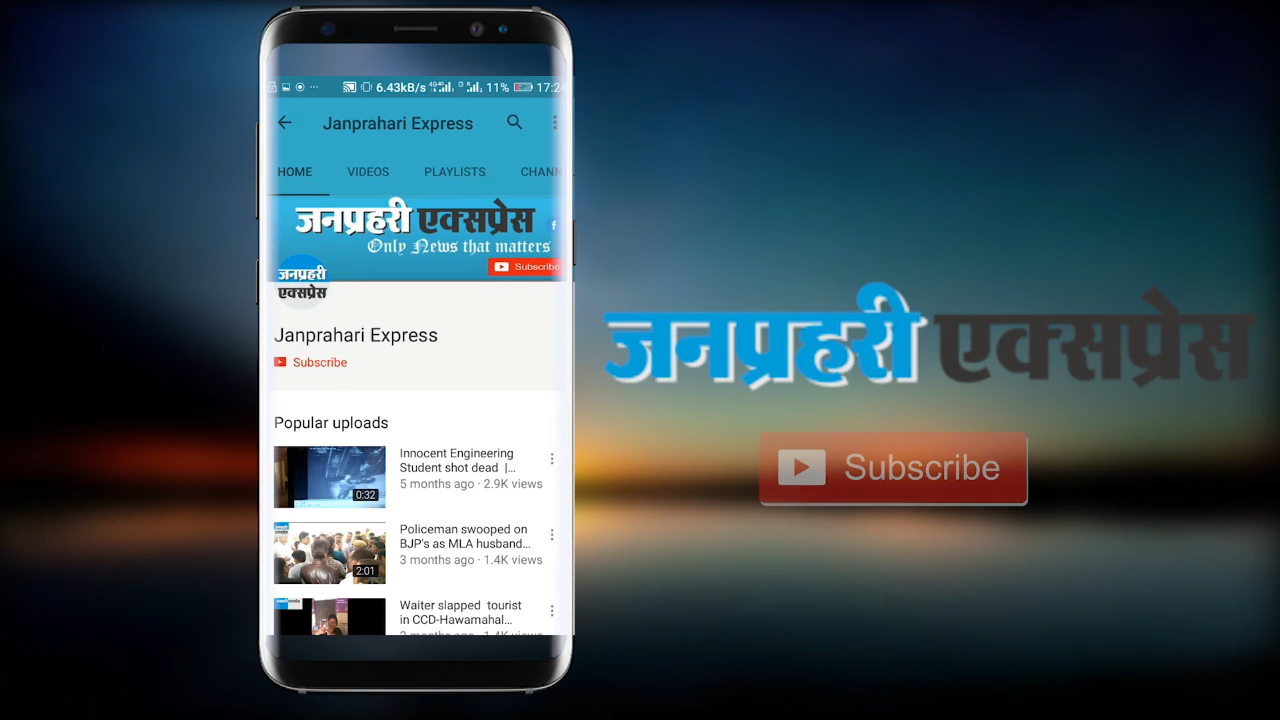 6.43kB/s 11% 17:24
Janprahari Express
HOME VIDEOS PLAYLISTS CHANN
जनप्रहरी एक्सप्रेस
Only News that matters
Subscribe
जनप्रहरी
एक्सप्रेस
Janprahari Express
Subscribe
Popular uploads
Innocent Engineering
Student shot dead |...
5 months ago · 2.9K views
0:32
Policeman swooped on
BJP's as MLA husband...
3 months ago · 1.4K views
2:01
Waiter slapped tourist
in CCD-Hawamahal...
जनप्रहरी एक्सप्रेस
Subscribe